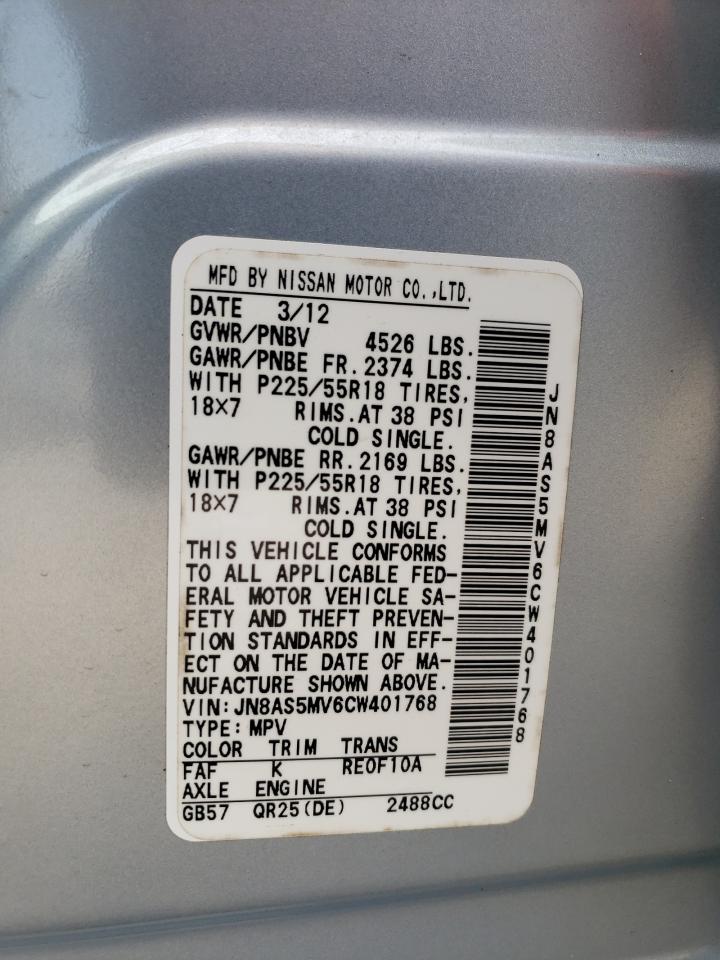 MFD BY NISSAN MOTOR CO.,LTD.
DATE 3/12
GVWR/PNBV 4526 LBS.
GAWR/PNBE FR. 2374 LBS.
WITH P225/55R18 TIRES,
18×7 RIMS.AT 38 PSI
COLD SINGLE.
GAWR/PNBE RR. 2169 LBS.
WITH P225/55R18 TIRES,
18×7 RIMS.AT 38 PSI
COLD SINGLE.
THIS VEHICLE CONFORMS
TO ALL APPLICABLE FED-
ERAL MOTOR VEHICLE SA-
FETY AND THEFT PREVEN-
TION STANDARDS IN EFF-
ECT ON THE DATE OF MA-
NUFACTURE SHOWN ABOVE.
VIN:JN8AS5MV6CW401768
TYPE:MPV
COLOR TRIM TRANS
FAF K RE0F10A
AXLE ENGINE
GB57 QR25(DE) 2488CC
JN8AS5MV6CW401768